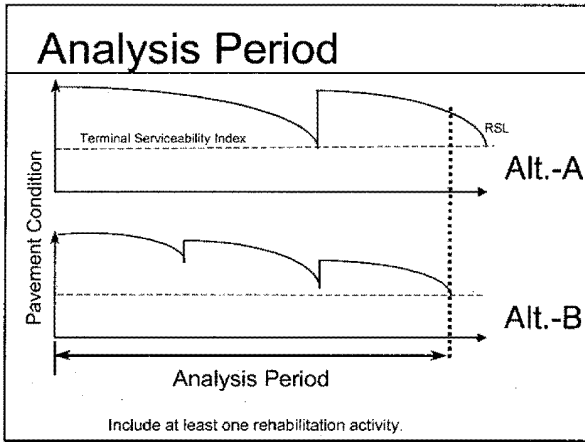 Analysis Period
Terminal Serviceability Index
RSL
Alt.-A
Pavement Condition
Alt.-B
Analysis Period
Include at least one rehabilitation activity.